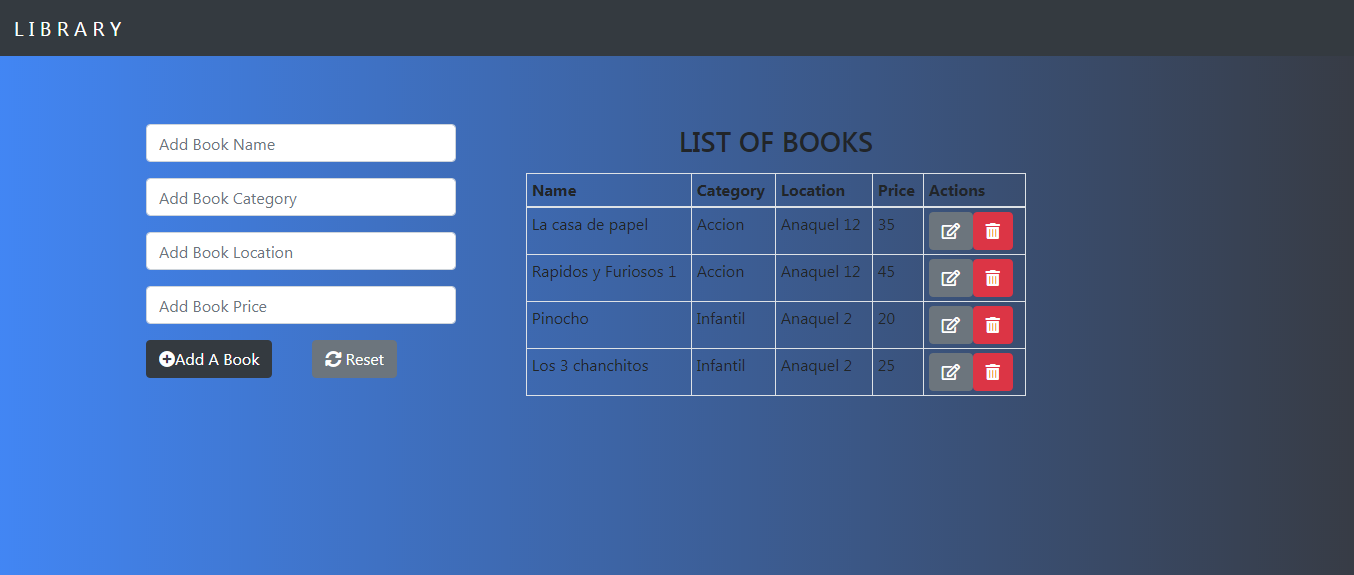 LIBRARY
Add Book Name
Add Book Category
Add Book Location
Add Book Price
Add A Book Reset
LIST OF BOOKS
Name Category Location Price Actions
La casa de papel Accion Anaquel 12 35
Rapidos y Furiosos 1 Accion Anaquel 12 45
Pinocho Infantil Anaquel 2 20
Los 3 chanchitos Infantil Anaquel 2 25